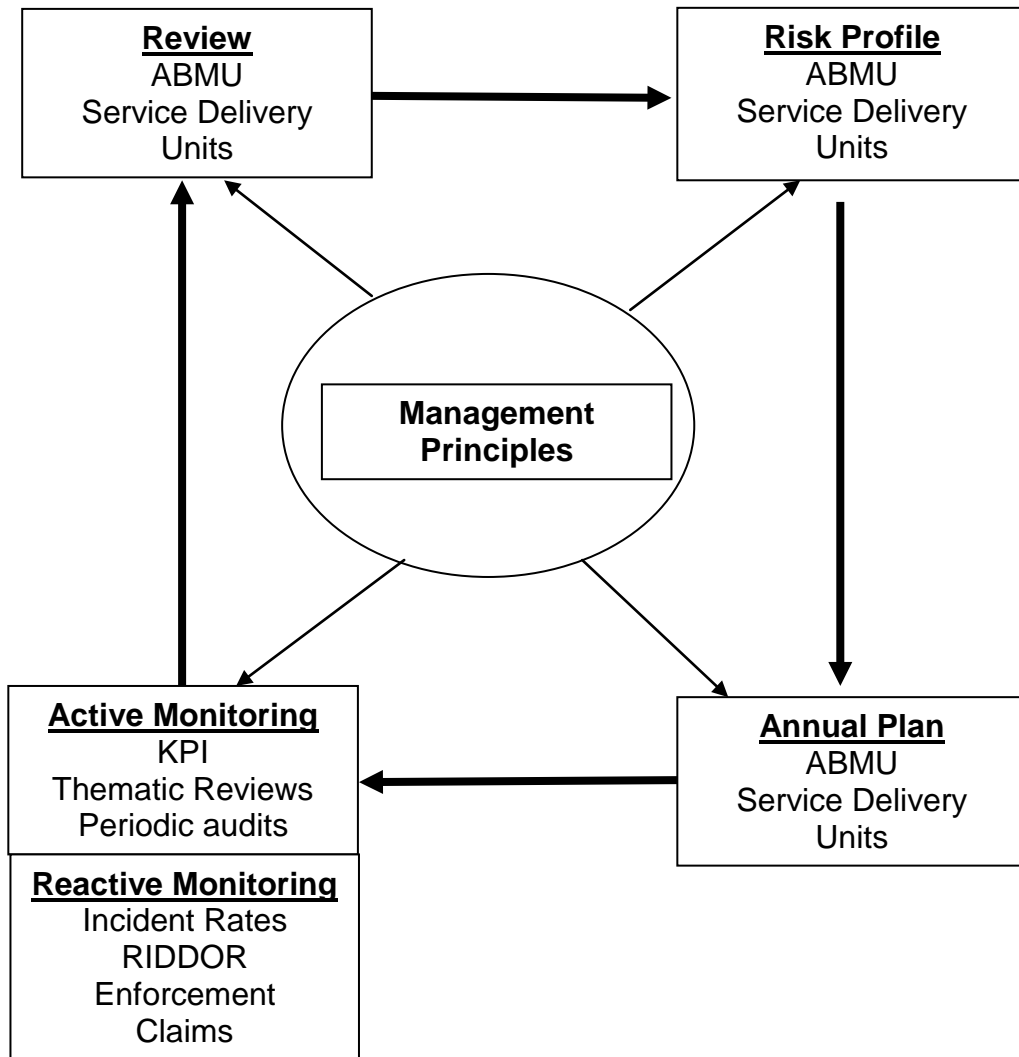 Review
ABMU
Service Delivery
Units
Risk Profile
ABMU
Service Delivery
Units
Management
Principles
Active Monitoring
KPI
Thematic Reviews
Periodic audits
Annual Plan
ABMU
Service Delivery
Units
Reactive Monitoring
Incident Rates
RIDDOR
Enforcement
Claims